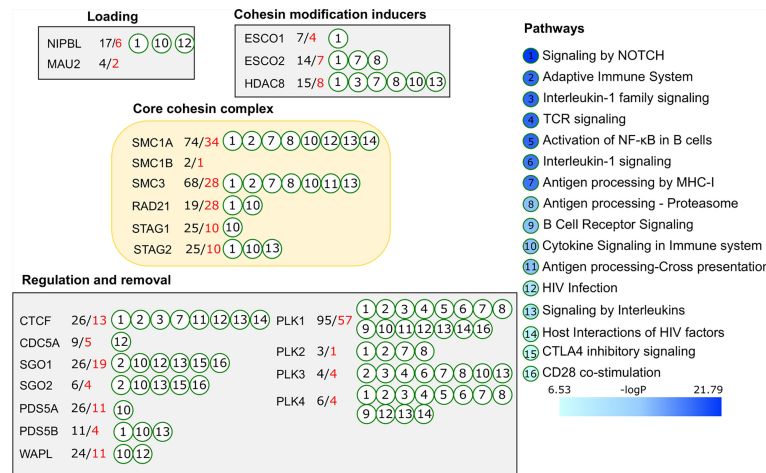 Loading
NIPBL 17/6 1 10 12
MAU2 4/2
Cohesin modification inducers
ESCO1 7/4 1
ESCO2 14/7 1 7 8
HDAC8 15/8 1 3 7 8 10 13
Core cohesin complex
SMC1A 74/34 1 2 7 8 10 12 13 14
SMC1B 2/1
SMC3 68/28 1 2 7 8 10 11 13
RAD21 19/28 1 10
STAG1 25/10 10
STAG2 25/10 1 10 13
Regulation and removal
CTCF 26/13 1 2 3 7 11 12 13 14
CDC5A 9/5 12
SGO1 26/19 2 10 12 13 15 16
SGO2 6/4 2 10 13 15 16
PDS5A 26/11 10
PDS5B 11/4 1 10 13
WAPL 24/11 10 12
PLK1 95/57 1 2 3 4 5 6 7 8
9 10 11 12 13 14 16
PLK2 3/1 1 2 7 8
PLK3 4/4 2 3 4 6 7 8 10 13
PLK4 6/4 1 2 3 4 5 6 7 8
9 12 13 14
Pathways
1 Signaling by NOTCH
2 Adaptive Immune System
3 Interleukin-1 family signaling
4 TCR signaling
5 Activation of NF-κB in B cells
6 Interleukin-1 signaling
7 Antigen processing by MHC-I
8 Antigen processing - Proteasome
9 B Cell Receptor Signaling
10 Cytokine Signaling in Immune system
11 Antigen processing-Cross presentation
12 HIV Infection
13 Signaling by Interleukins
14 Host Interactions of HIV factors
15 CTLA4 inhibitory signaling
16 CD28 co-stimulation
6.53 -logP 21.79